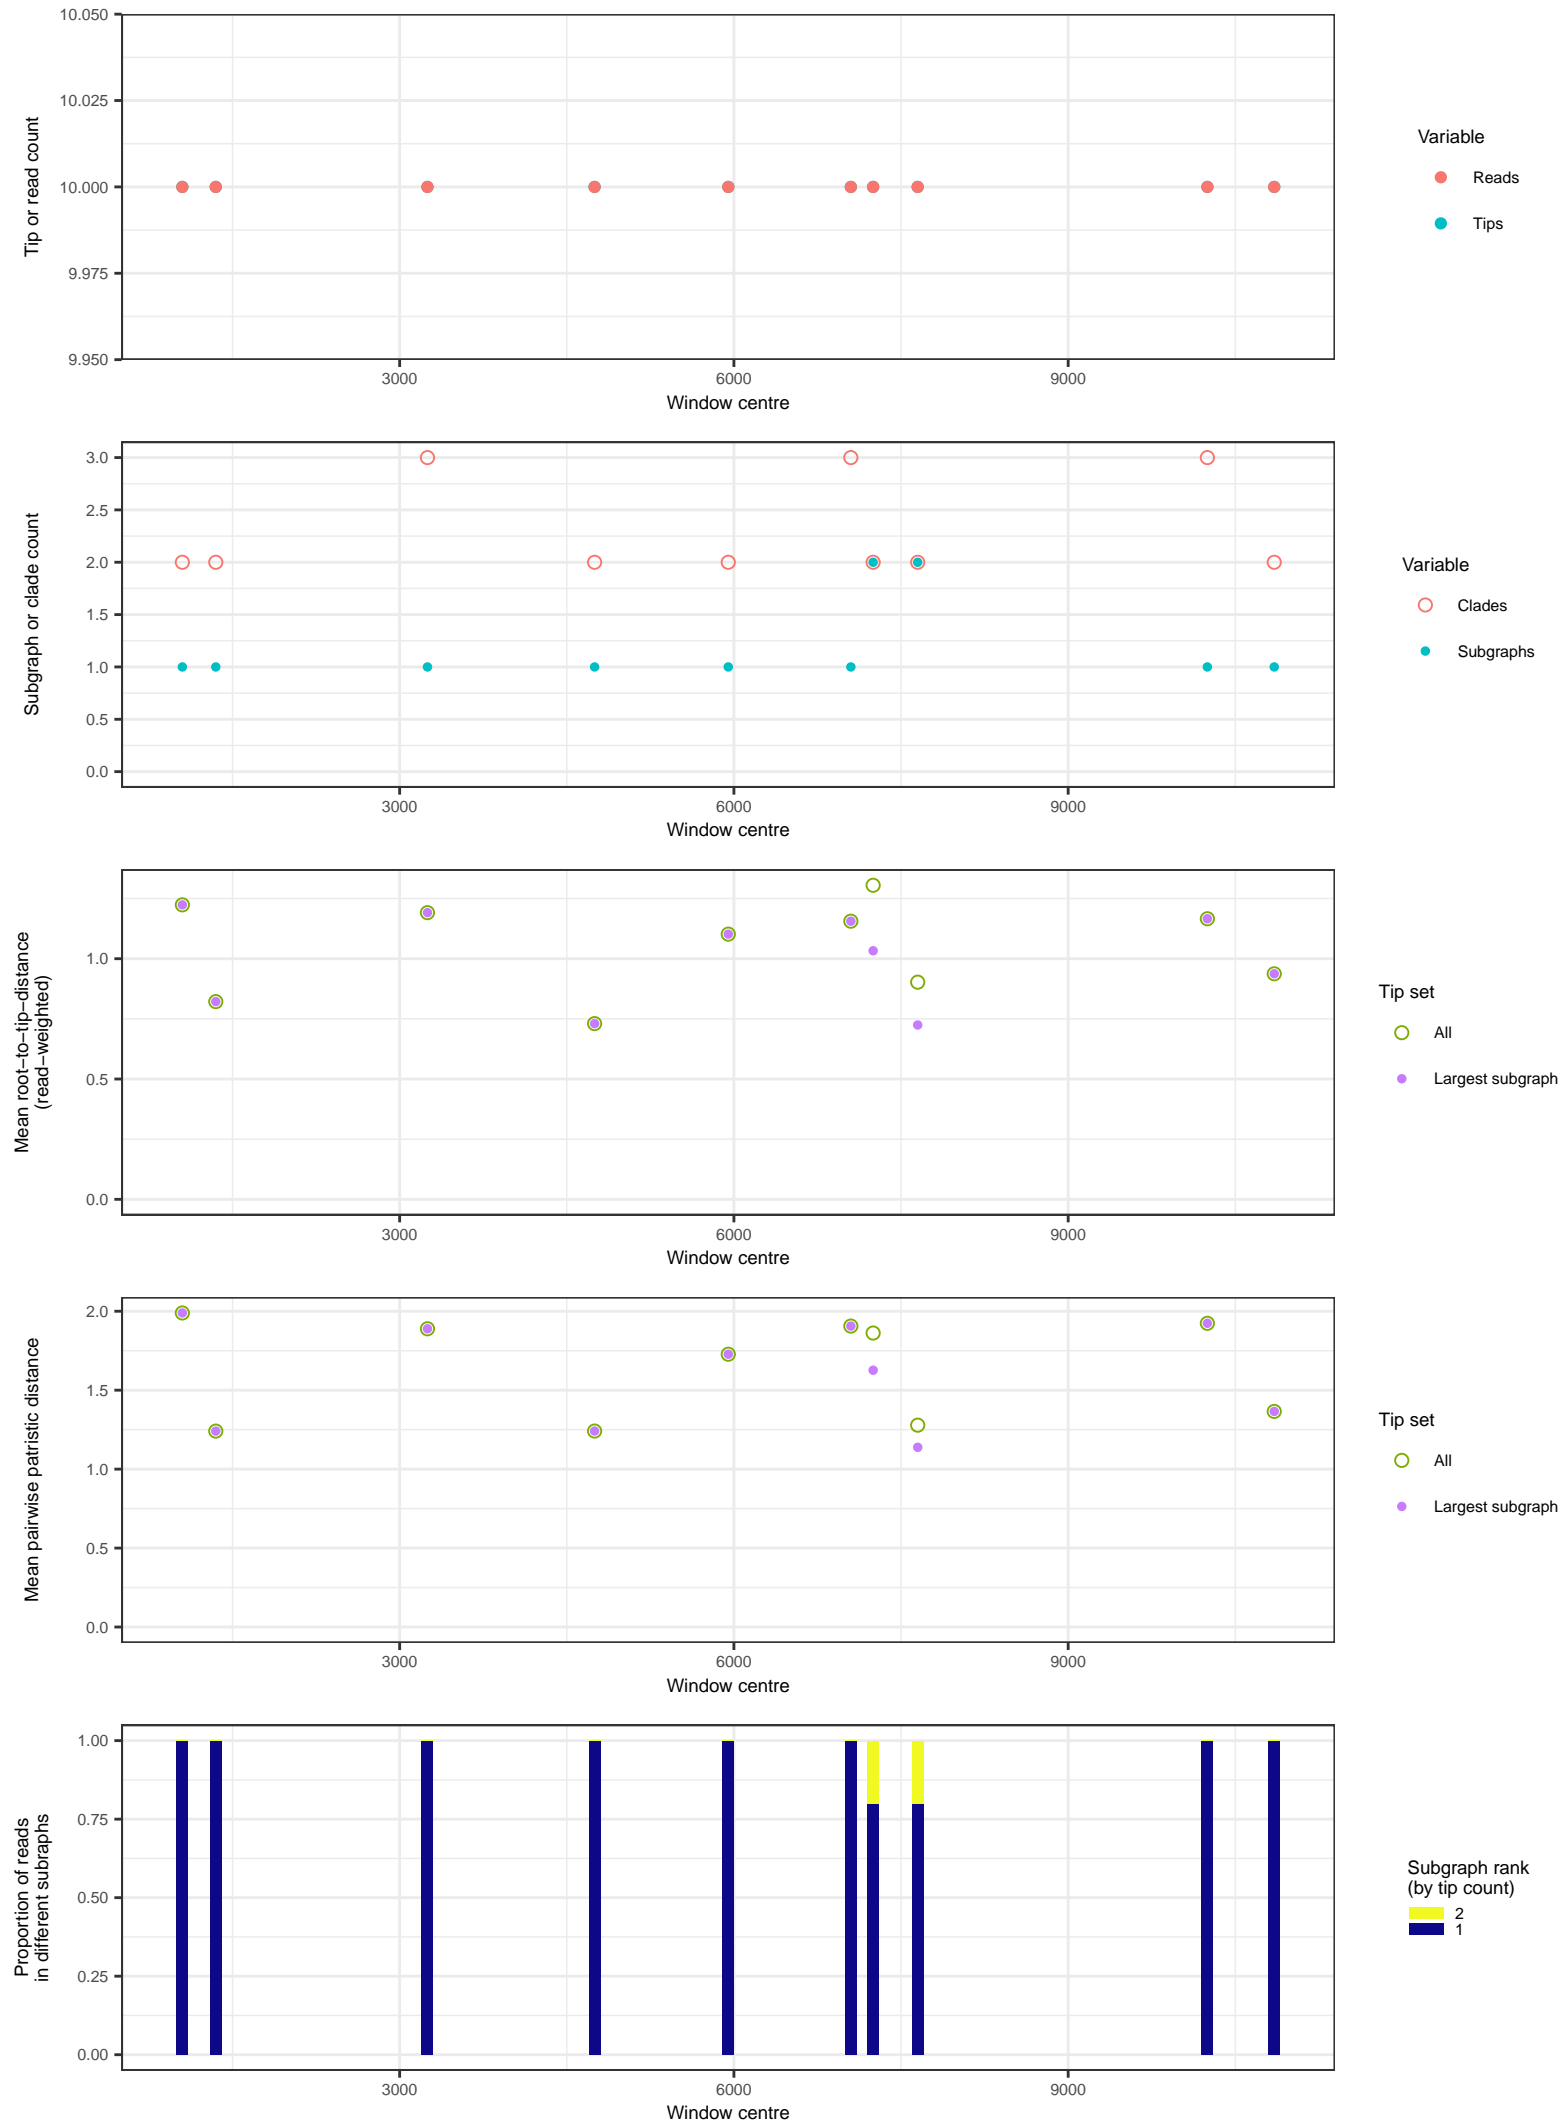 10.050
10.025
10.000
9.975
9.950
Tip or read count
3000 6000 9000
Window centre
Variable
Reads
Tips
3.0
2.5
2.0
1.5
1.0
0.5
0.0
Subgraph or clade count
3000 6000 9000
Window centre
Variable
Clades
Subgraphs
1.0
0.5
0.0
Mean root−to−tip−distance
(read−weighted)
3000 6000 9000
Window centre
Tip set
All
Largest subgraph
2.0
1.5
1.0
0.5
0.0
Mean pairwise patristic distance
3000 6000 9000
Window centre
Tip set
All
Largest subgraph
1.00
0.75
0.50
0.25
0.00
Proportion of reads
in different subraphs
3000 6000 9000
Window centre
Subgraph rank
(by tip count)
2
1